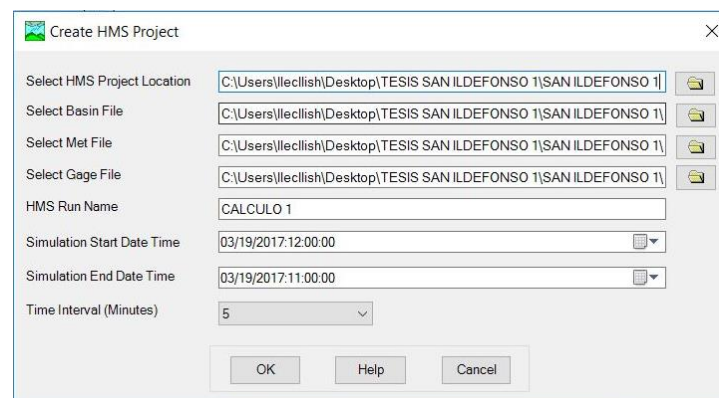 Create HMS Project
Select HMS Project Location C:\Users\llecllish\Desktop\TESIS SAN ILDEFONSO 1\SAN ILDEFONSO 1
Select Basin File C:\Users\llecllish\Desktop\TESIS SAN ILDEFONSO 1\SAN ILDEFONSO 1\
Select Met File C:\Users\llecllish\Desktop\TESIS SAN ILDEFONSO 1\SAN ILDEFONSO 1\
Select Gage File C:\Users\llecllish\Desktop\TESIS SAN ILDEFONSO 1\SAN ILDEFONSO 1\
HMS Run Name CALCULO 1
Simulation Start Date Time 03/19/2017:12:00:00
Simulation End Date Time 03/19/2017:11:00:00
Time Interval (Minutes) 5
OK Help Cancel